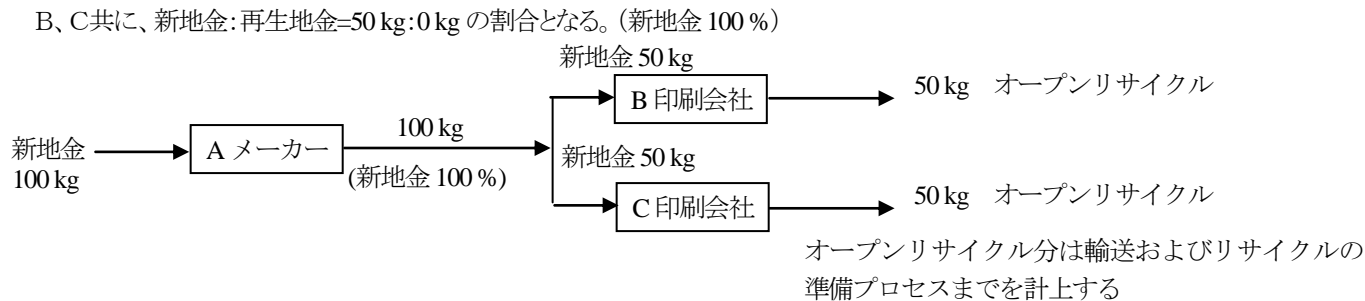 B、C共に、新地金:再生地金=50 kg:0 kg の割合となる。（新地金 100 %）
新地金 50 kg
B 印刷会社
50 kg　オープンリサイクル
新地金
100 kg
A メーカー
100 kg
(新地金 100 %)
新地金 50 kg
C 印刷会社
50 kg　オープンリサイクル
オープンリサイクル分は輸送およびリサイクルの
準備プロセスまでを計上する